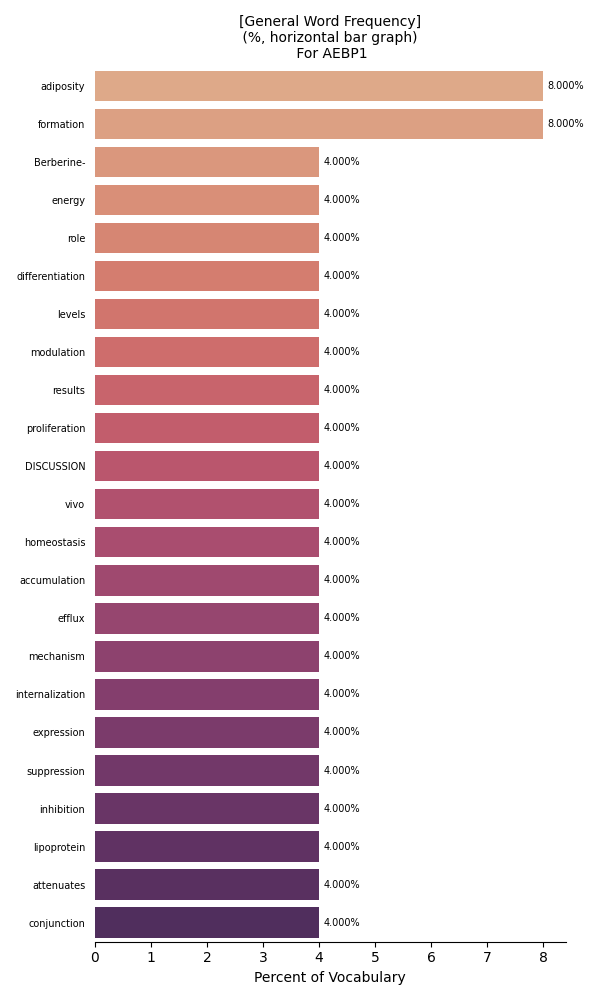 [General Word Frequency]
(%, horizontal bar graph)
For AEBP1
adiposity 8.000%
formation 8.000%
Berberine- 4.000%
energy 4.000%
role 4.000%
differentiation 4.000%
levels 4.000%
modulation 4.000%
results 4.000%
proliferation 4.000%
DISCUSSION 4.000%
vivo 4.000%
homeostasis 4.000%
accumulation 4.000%
efflux 4.000%
mechanism 4.000%
internalization 4.000%
expression 4.000%
suppression 4.000%
inhibition 4.000%
lipoprotein 4.000%
attenuates 4.000%
conjunction 4.000%
0 1 2 3 4 5 6 7 8
Percent of Vocabulary